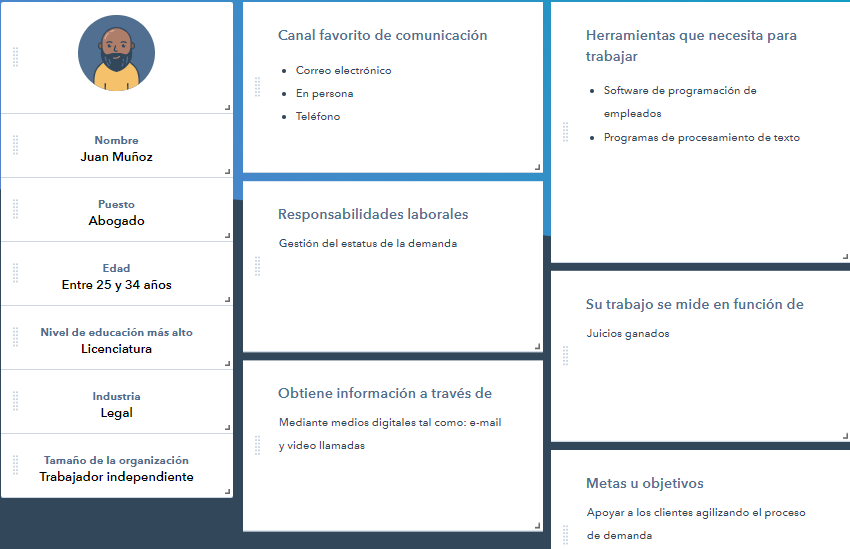 Nombre
Juan Muñoz
Puesto
Abogado
Edad
Entre 25 y 34 años
Nivel de educación más alto
Licenciatura
Industria
Legal
Tamaño de la organización
Trabajador independiente
Canal favorito de comunicación
• Correo electrónico
• En persona
• Teléfono
Responsabilidades laborales
Gestión del estatus de la demanda
Obtiene información a través de
Mediante medios digitales tal como: e-mail
y video llamadas
Herramientas que necesita para
trabajar
• Software de programación de
empleados
• Programas de procesamiento de texto
Su trabajo se mide en función de
Juicios ganados
Metas u objetivos
Apoyar a los clientes agilizando el proceso
de demanda